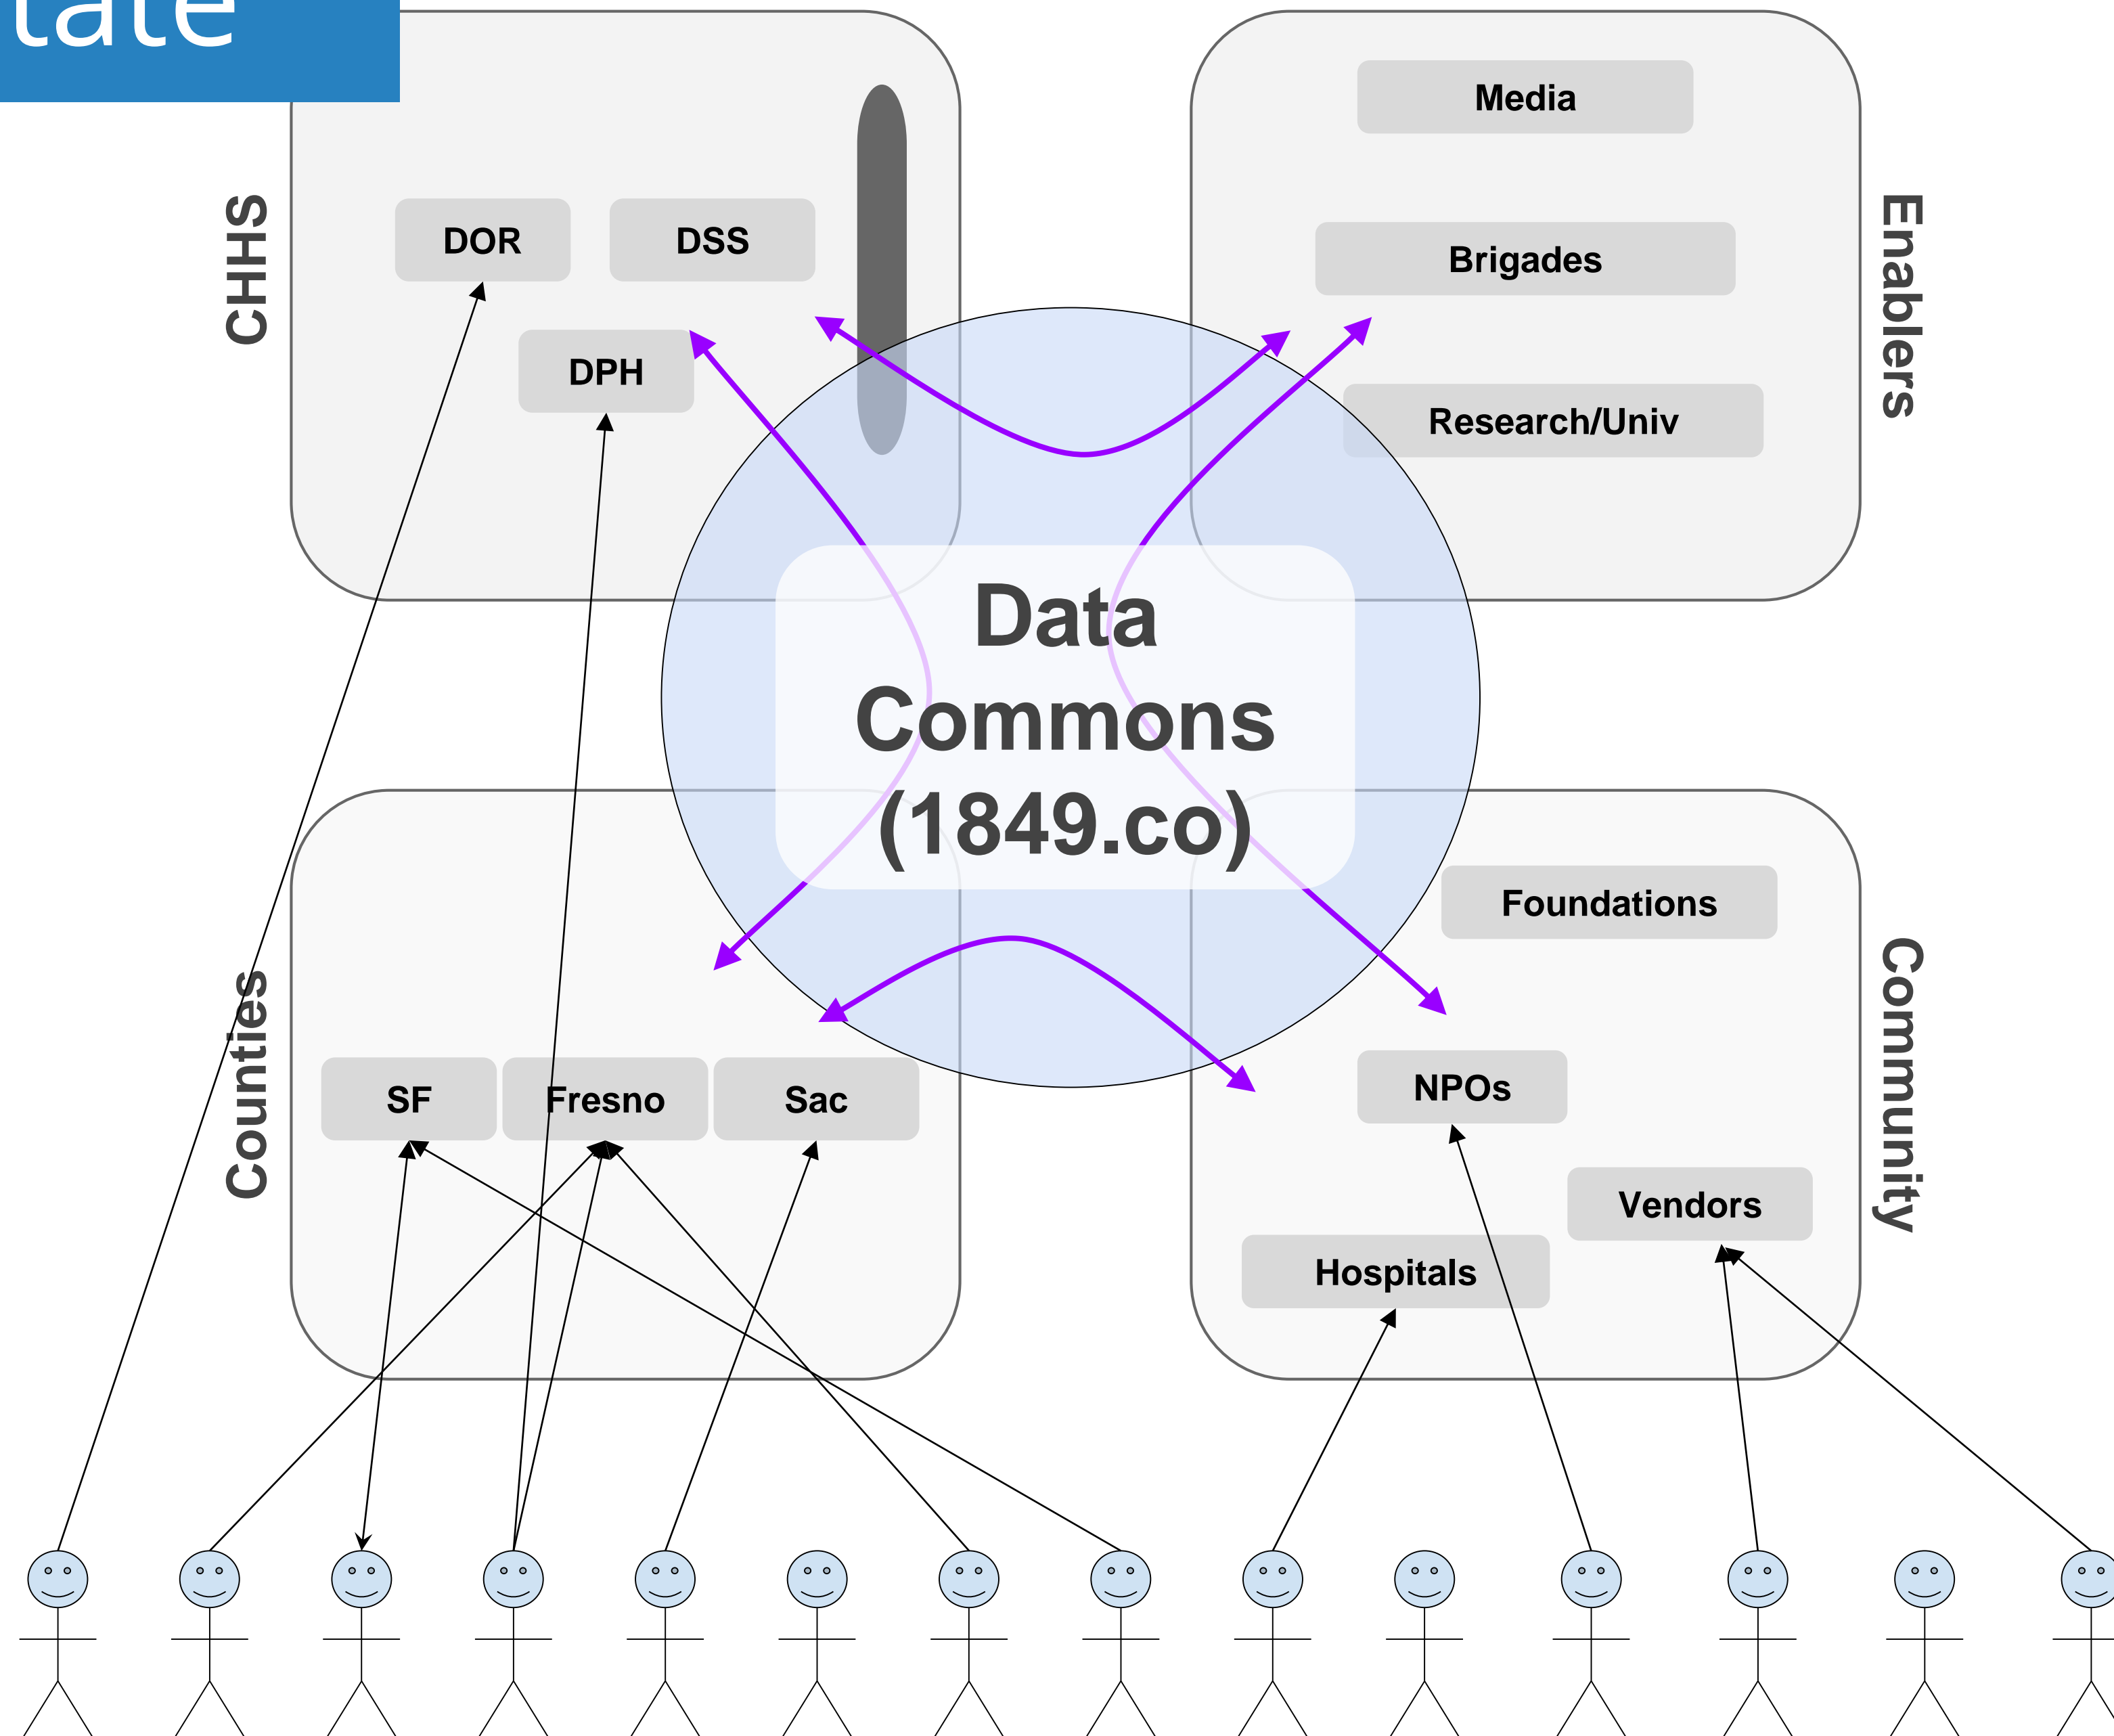 tate
CHHS
DOR
DSS
DPH
Media
Brigades
Research/Univ
Enablers
Data
Commons
(1849.co)
Counties
SF
Fresno
Sac
Foundations
NPOs
Vendors
Hospitals
Community